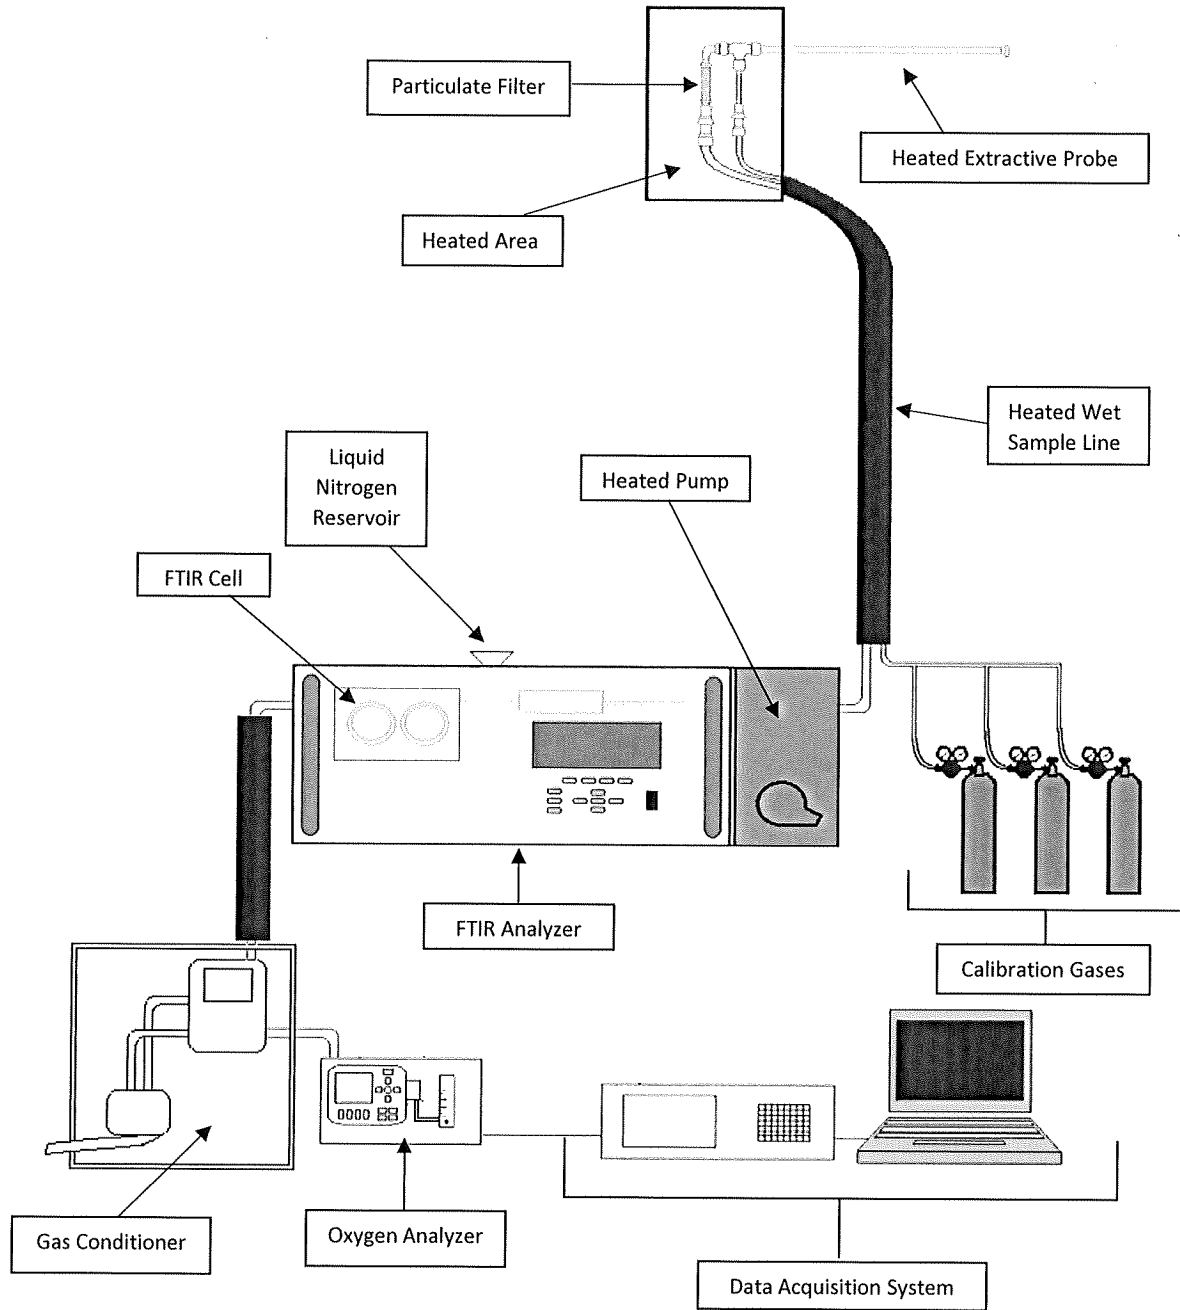 Particulate Filter
Heated Extractive Probe
Heated Area
Heated Wet
Sample Line
Liquid
Nitrogen
Reservoir
Heated Pump
FTIR Cell
FTIR Analyzer
Calibration Gases
Gas Conditioner
Oxygen Analyzer
Data Acquisition System